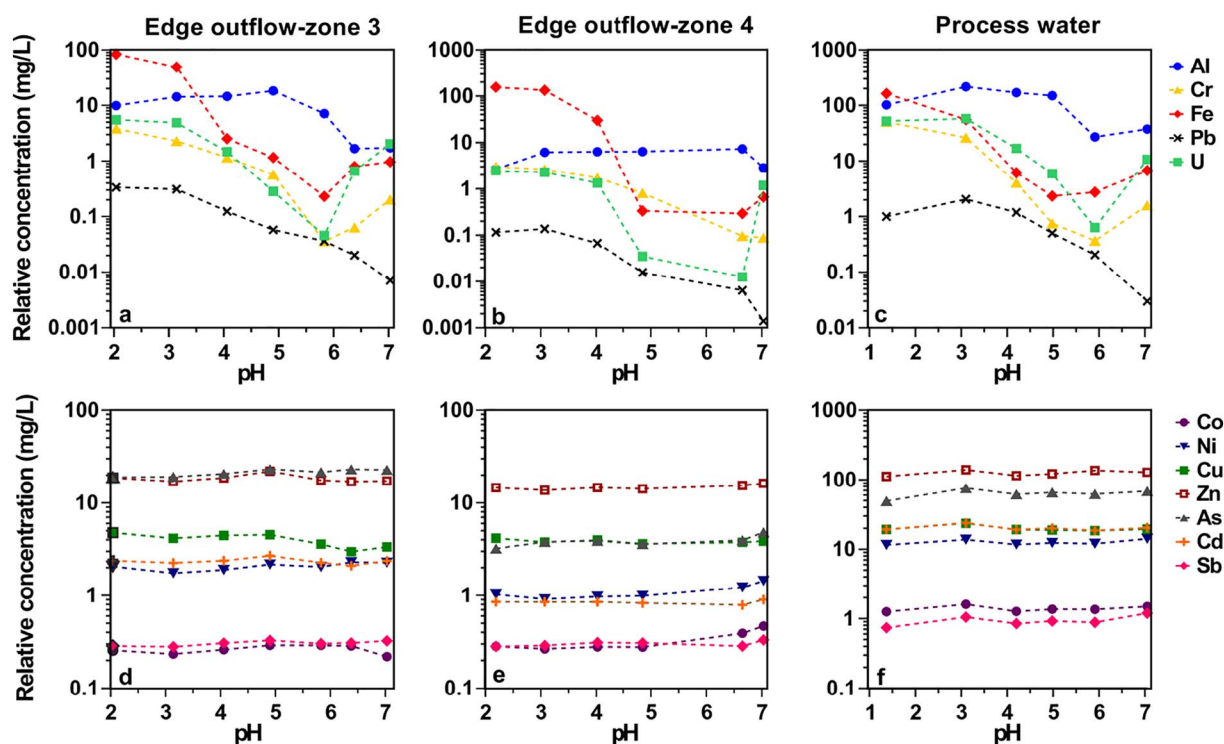 Edge outflow-zone 3
Edge outflow-zone 4
Process water
Relative concentration (mg/L)
100
10
1
0.1
0.01
0.001
a
2 3 4 5 6 7
pH
1000
100
10
1
0.1
0.01
0.001
b
2 3 4 5 6 7
pH
1000
100
10
1
0.1
0.01
c
1 2 3 4 5 6 7
pH
Al
Cr
Fe
Pb
U
Relative concentration (mg/L)
100
10
1
0.1
d
2 3 4 5 6 7
pH
100
10
1
0.1
e
2 3 4 5 6 7
pH
1000
100
10
1
0.1
f
1 2 3 4 5 6 7
pH
Co
Ni
Cu
Zn
As
Cd
Sb